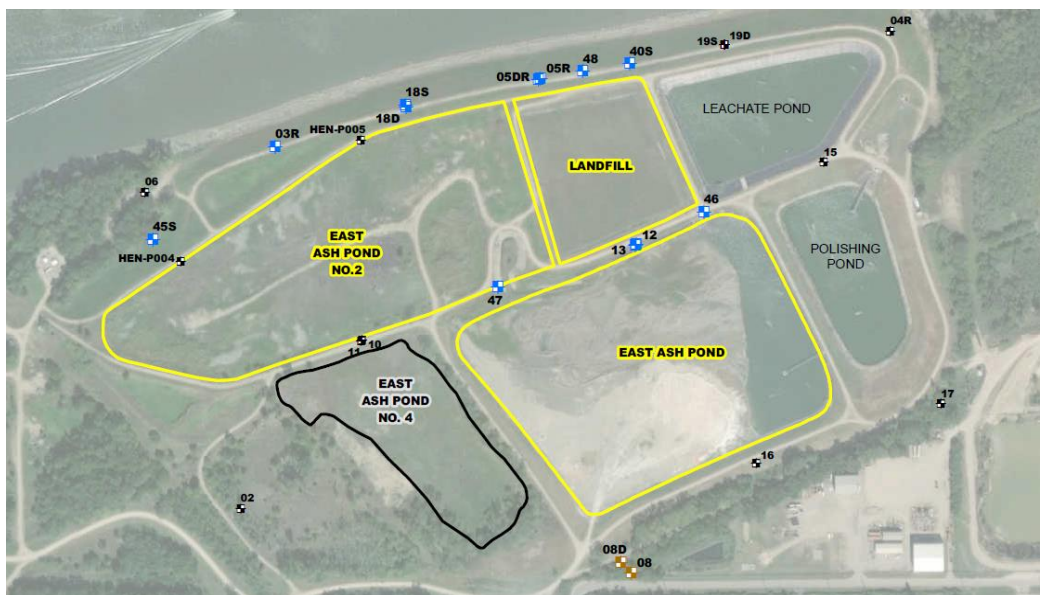 04R
19S
19D
40S
48
05DR
05R
LEACHATE POND
18S
18D
HEN-P005
03R
15
LANDFILL
06
46
45S
12
13
EAST
ASH POND
NO.2
POLISHING
POND
HEN-P004
47
10
11
EAST ASH POND
EAST
ASH POND
NO. 4
17
16
02
08D
08